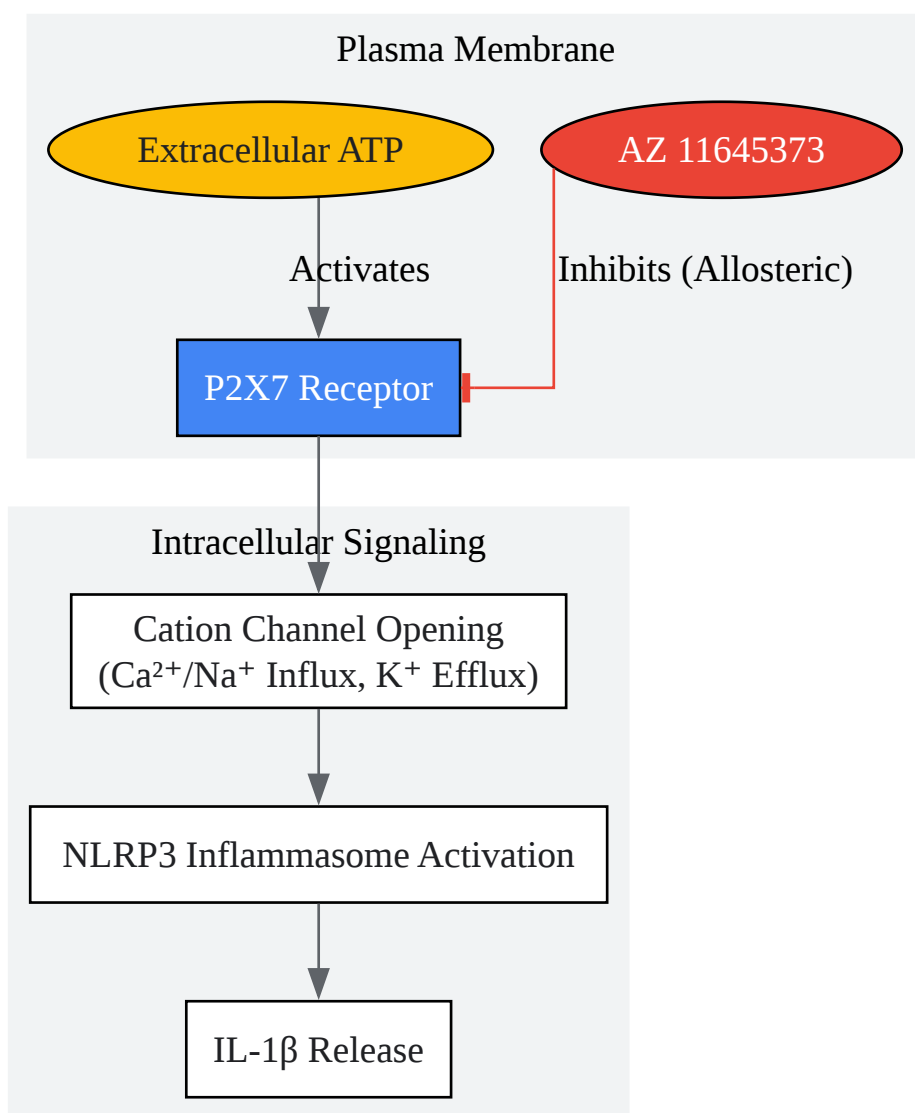 Plasma Membrane
Extracellular ATP
AZ 11645373
Activates
Inhibits (Allosteric)
P2X7 Receptor
Intracellular Signaling
Cation Channel Opening
(Ca²⁺/Na⁺ Influx, K⁺ Efflux)
NLRP3 Inflammasome Activation
IL-1β Release